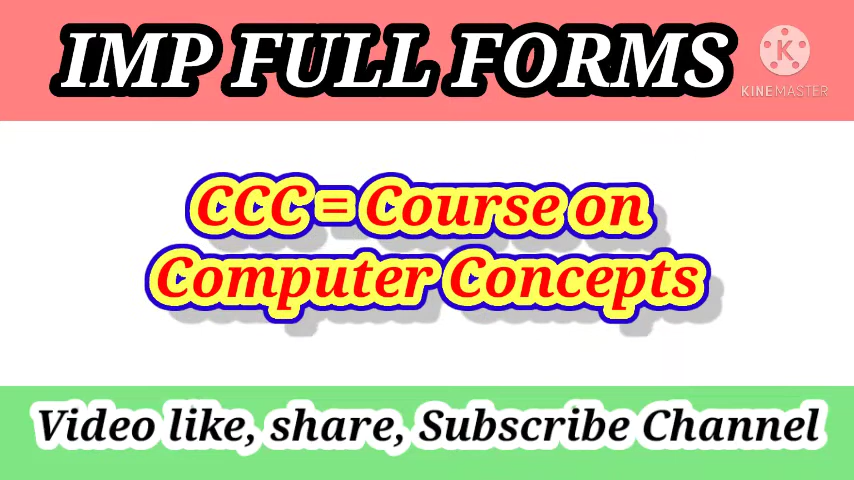 IMP FULL FORMS
KINEMASTER
CCC = Course on
Computer Concepts
Video like, share, Subscribe Channel